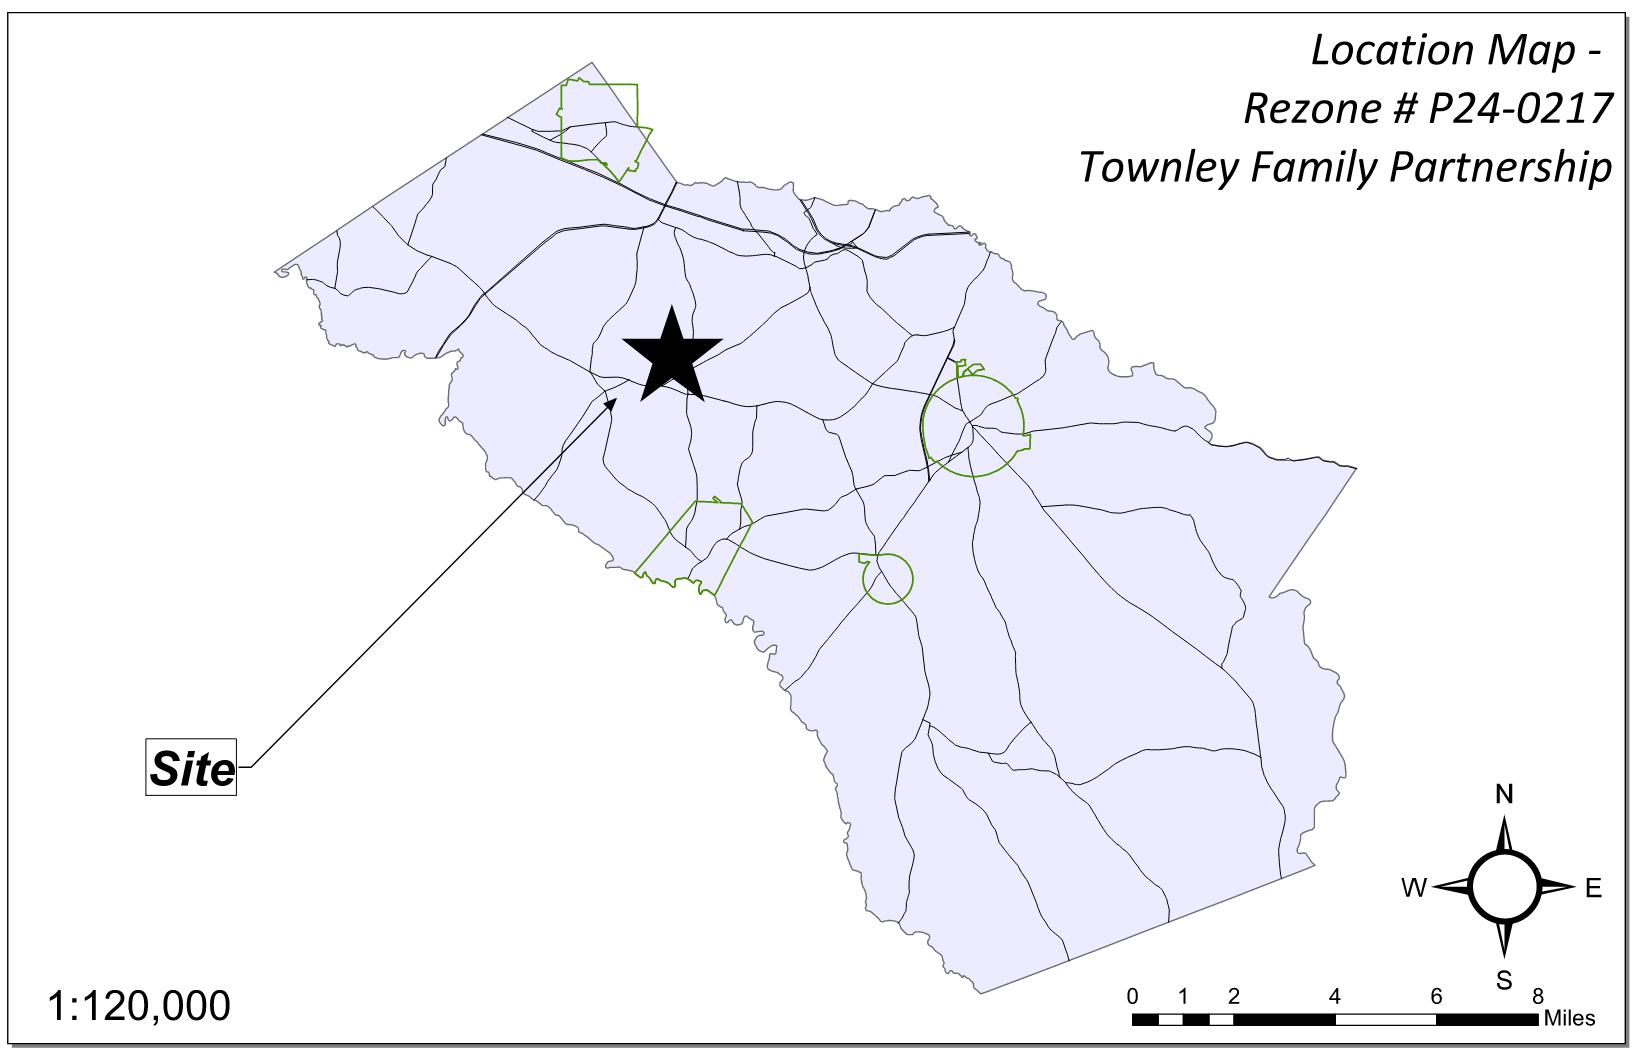 Location Map -
Rezone # P24-0217
Townley Family Partnership
Site
N
W E
S
1:120,000
0 1 2 4 6 8
Miles